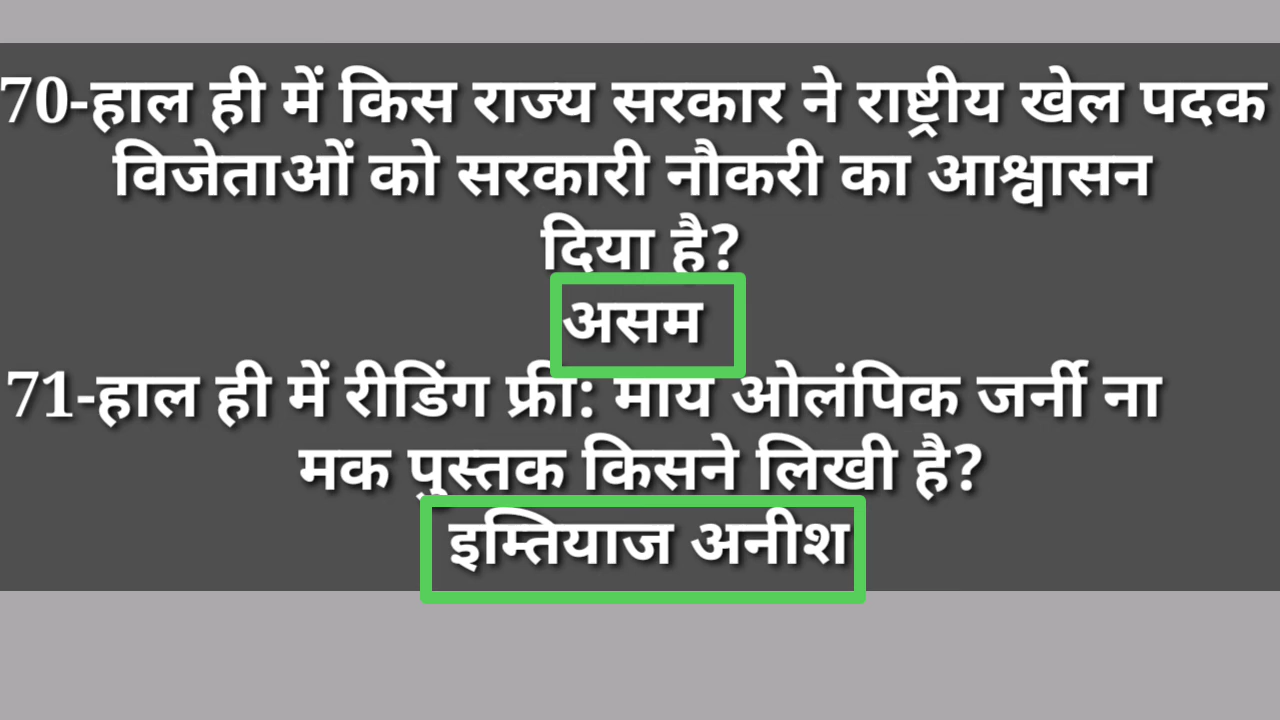 70-हाल ही में किस राज्य सरकार ने राष्ट्रीय खेल पदक
विजेताओं को सरकारी नौकरी का आश्वासन
दिया है?
असम
71-हाल ही में रीडिंग फ्री: माय ओलंपिक जर्नी ना
मक पुस्तक किसने लिखी है?
इम्तियाज अनीश